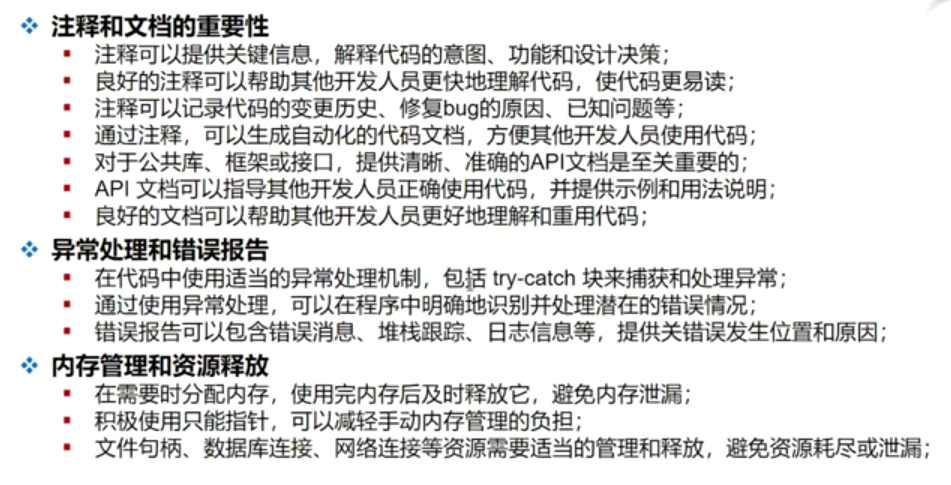 注释和文档的重要性
注释可以提供关键信息，解释代码的意图、功能和设计决策；
良好的注释可以帮助其他开发人员更快地理解代码，使代码更易读；
注释可以记录代码的变更历史、修复bug的原因、已知问题等；
通过注释，可以生成自动化的代码文档，方便其他开发人员使用代码；
对于公共库、框架或接口，提供清晰、准确的API文档是至关重要的；
API 文档可以指导其他开发人员正确使用代码，并提供示例和用法说明；
良好的文档可以帮助其他开发人员更好地理解和重用代码；
异常处理和错误报告
在代码中使用适当的异常处理机制，包括 try-catch 块来捕获和处理异常；
通过使用异常处理，可以在程序中明确地识别并处理潜在的错误情况；
错误报告可以包含错误消息、堆栈跟踪、日志信息等，提供关错误发生位置和原因；
内存管理和资源释放
在需要时分配内存，使用完内存后及时释放它，避免内存泄漏；
积极使用只能指针，可以减轻手动内存管理的负担；
文件句柄、数据库连接、网络连接等资源需要适当的管理和释放，避免资源耗尽或泄漏；